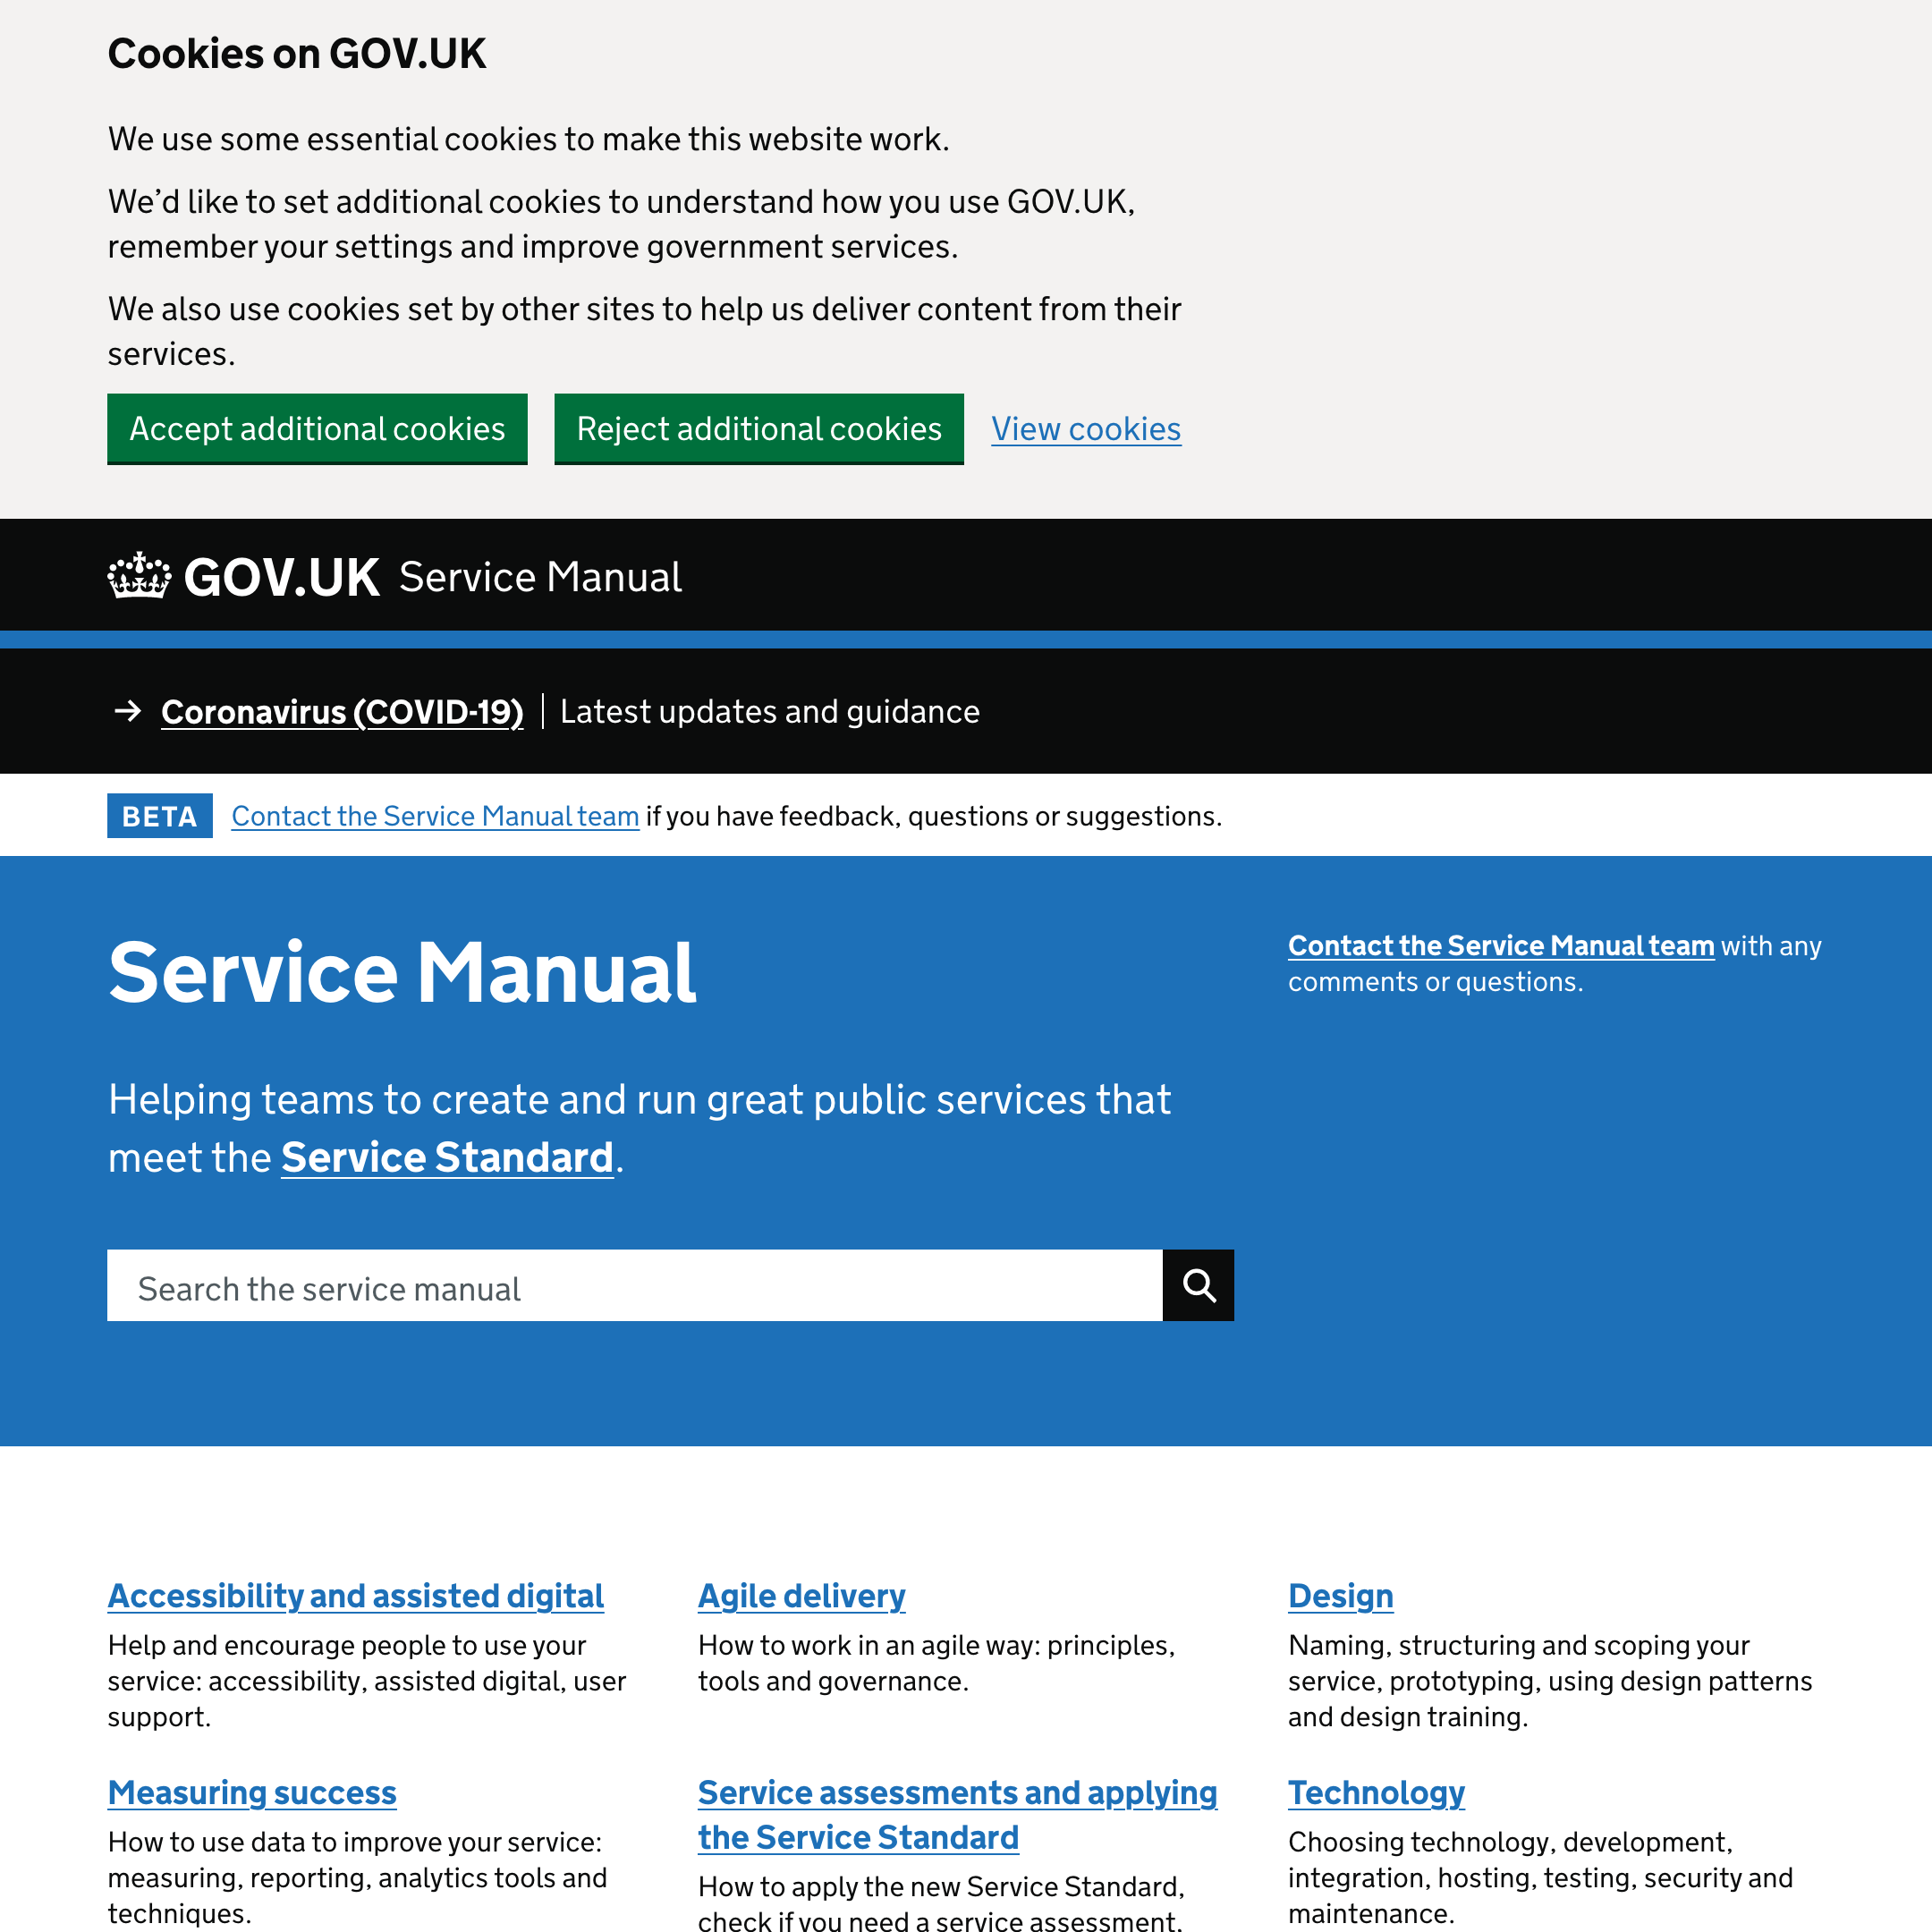 Cookies on GOV.UK
We use some essential cookies to make this website work.
We’d like to set additional cookies to understand how you use GOV.UK,
remember your settings and improve government services.
We also use cookies set by other sites to help us deliver content from their
services.
Accept additional cookies
Reject additional cookies
View cookies
GOV.UK Service Manual
Coronavirus (COVID-19)
Latest updates and guidance
BETA
Contact the Service Manual team if you have feedback, questions or suggestions.
Service Manual
Helping teams to create and run great public services that
meet the Service Standard.
Search the service manual
Contact the Service Manual team with any
comments or questions.
Accessibility and assisted digital
Help and encourage people to use your
service: accessibility, assisted digital, user
support.
Agile delivery
How to work in an agile way: principles,
tools and governance.
Design
Naming, structuring and scoping your
service, prototyping, using design patterns
and design training.
Measuring success
How to use data to improve your service:
measuring, reporting, analytics tools and
techniques.
Service assessments and applying
the Service Standard
How to apply the new Service Standard,
check if you need a service assessment,
Technology
Choosing technology, development,
integration, hosting, testing, security and
maintenance.